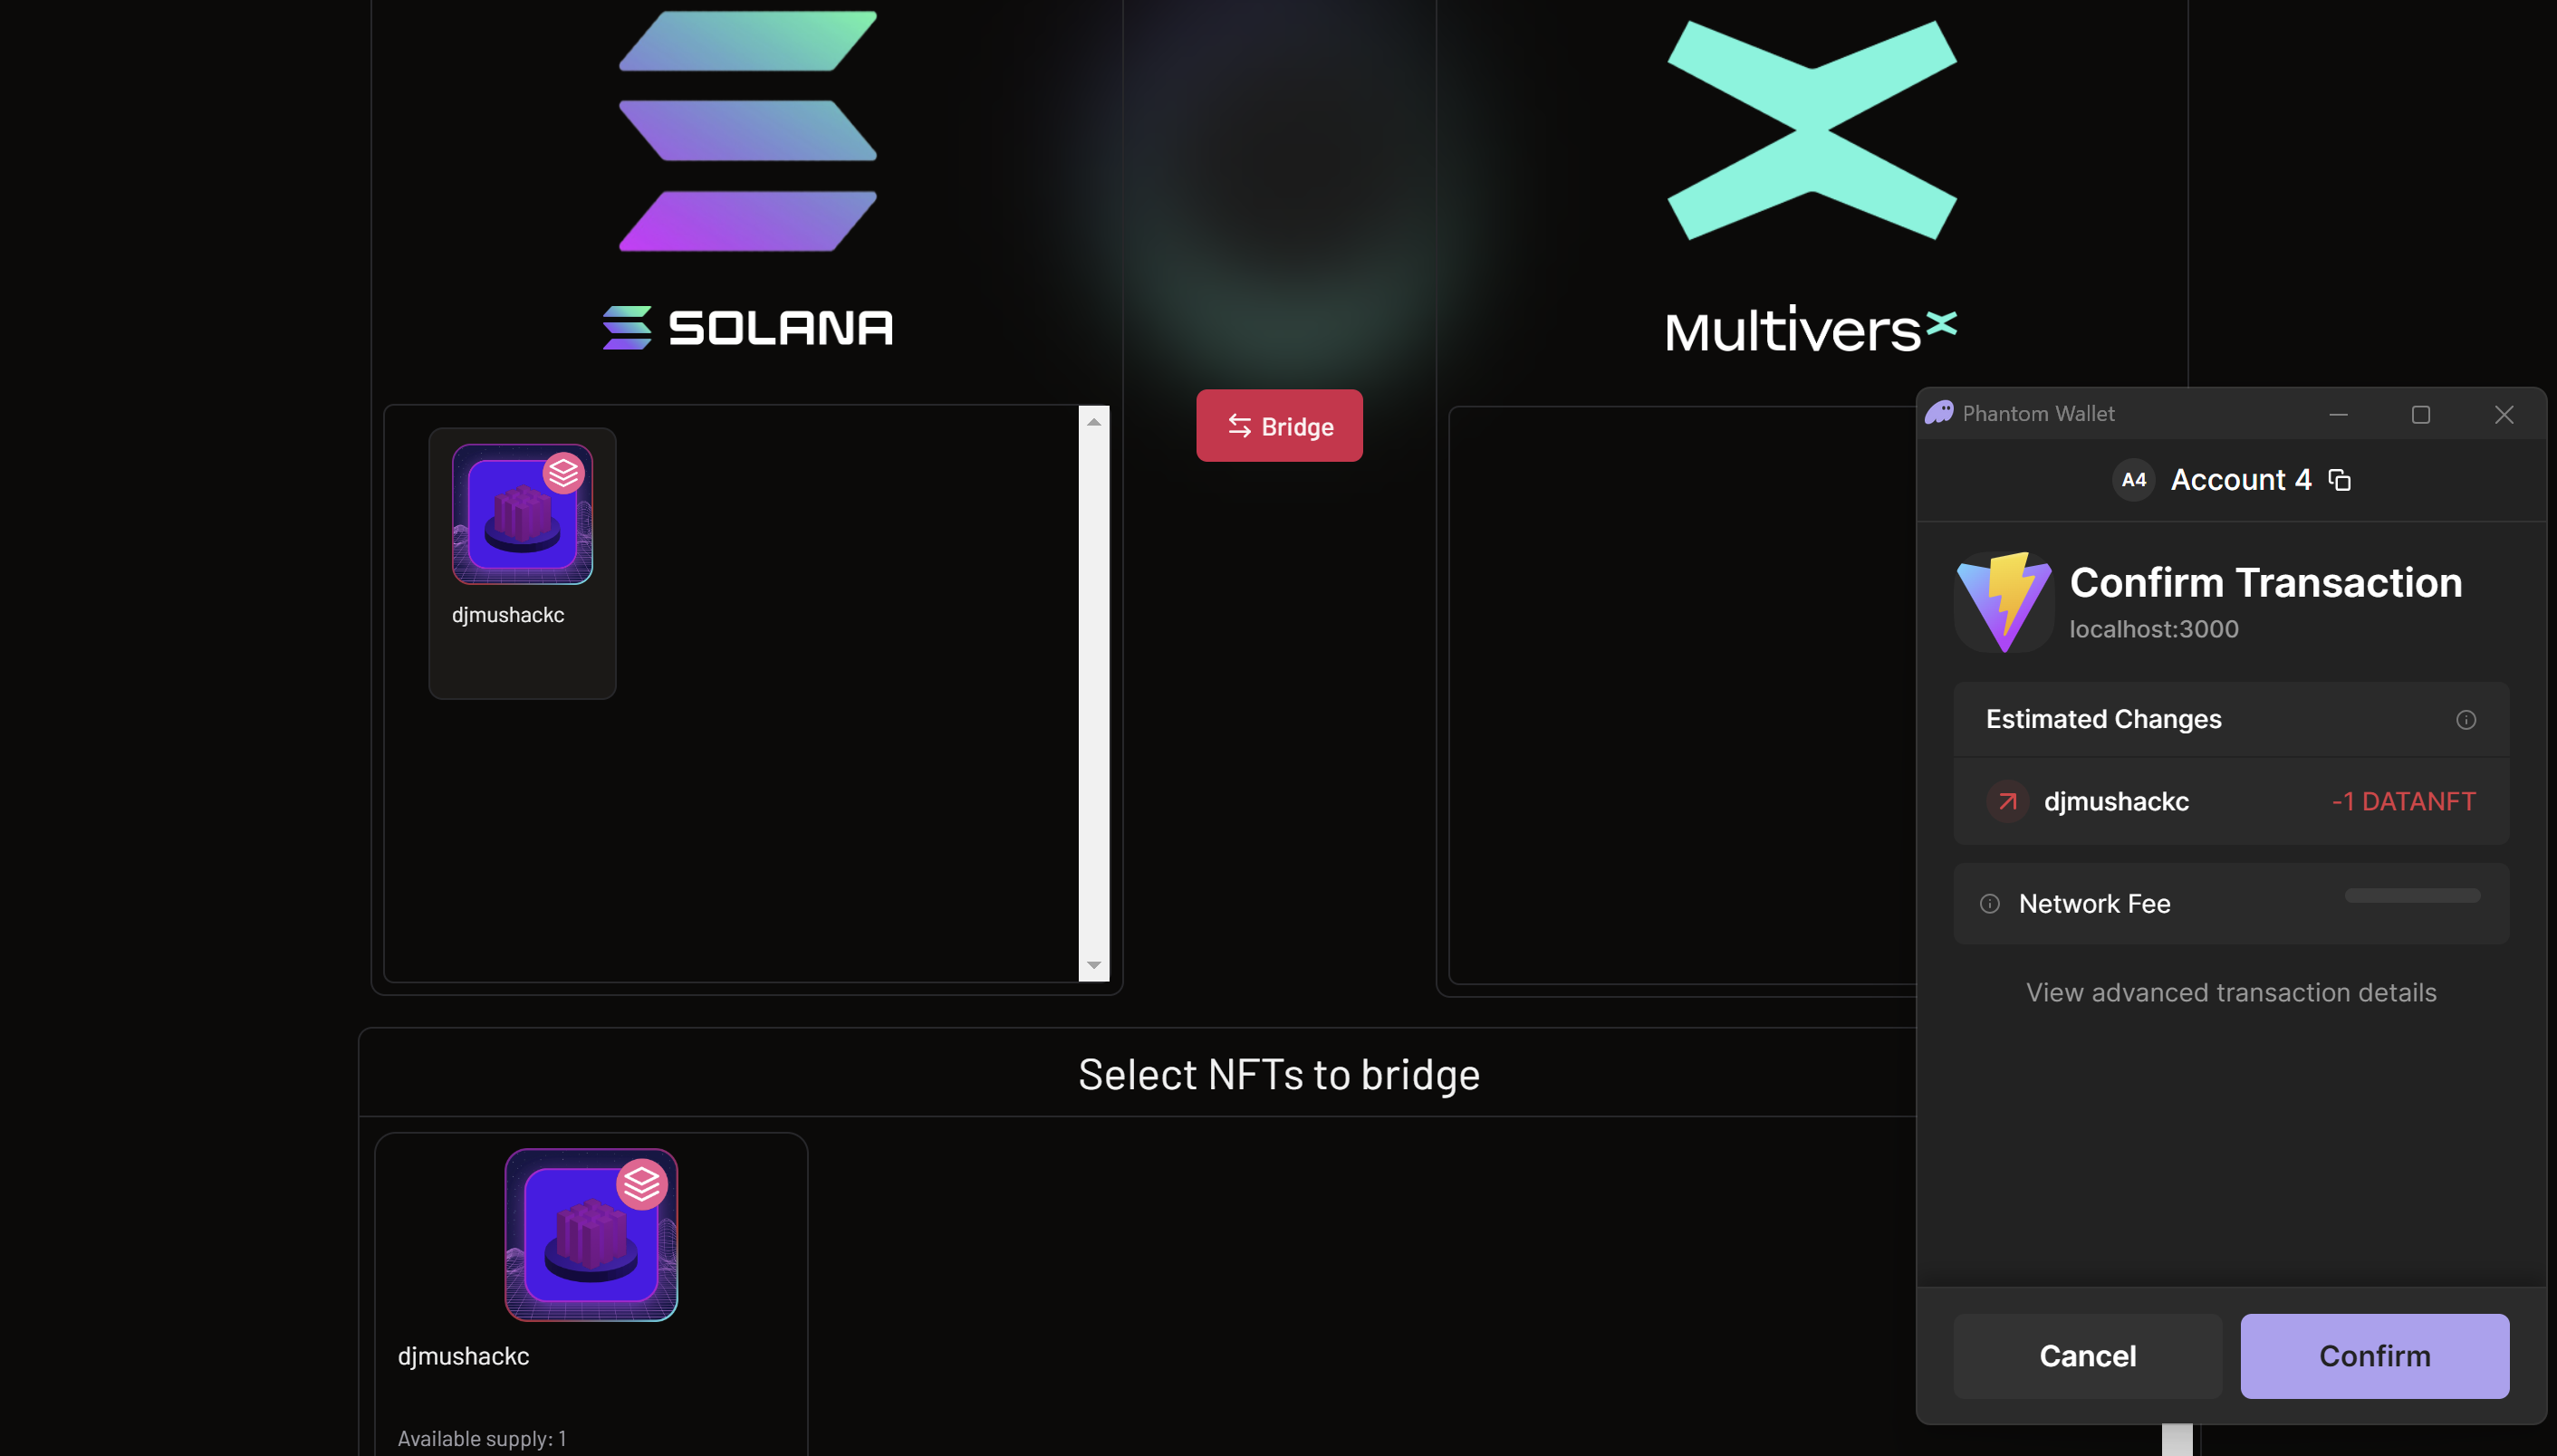 SOLANA
Multivers
Bridge
djmushackc
Select NFTs to bridge
djmushackc
Available supply: 1
Phantom Wallet
A4 Account 4
Confirm Transaction
localhost:3000
Estimated Changes
djmushackc -1 DATANFT
Network Fee
View advanced transaction details
Cancel Confirm